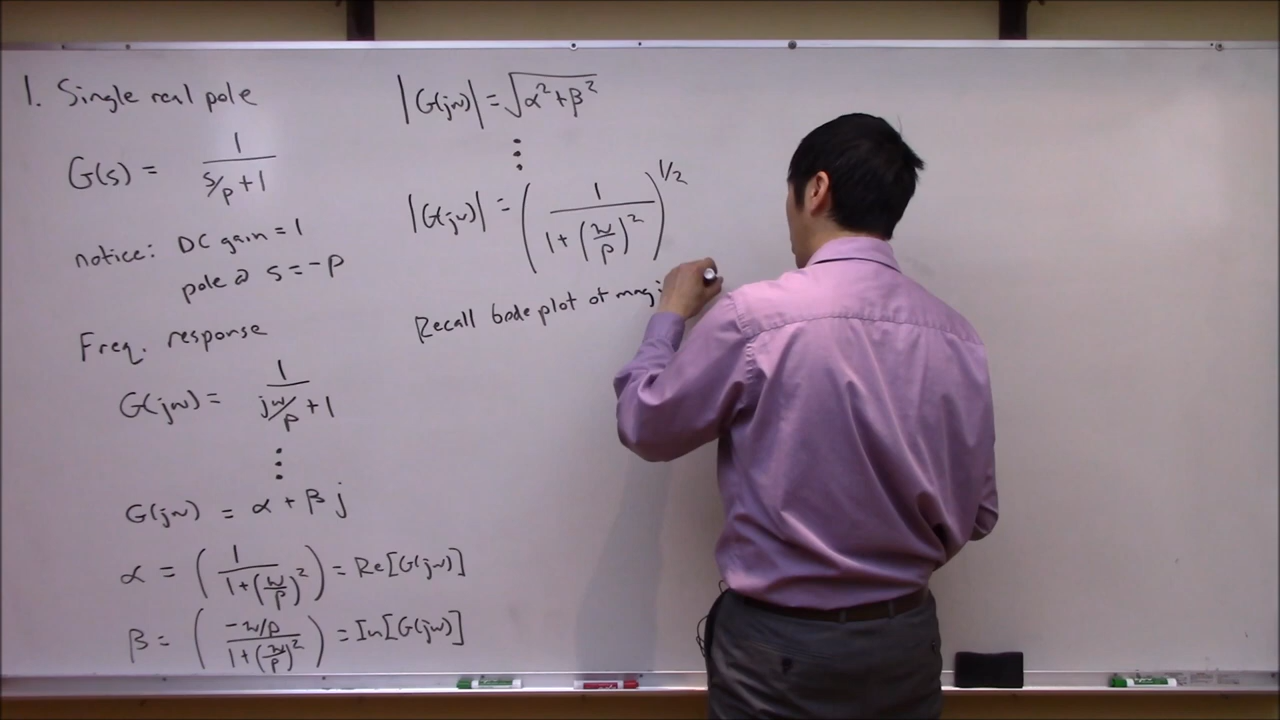 1. Single real pole
G(s) = 1/(s/p + 1)
notice: DC gain = 1
pole @ s = -p
Freq. response
G(jω) = 1/(jω/p + 1)
⋮
G(jω) = α + β j
α = (1/(1+(ω/p)²)) = Re[G(jω)]
β = (-ω/p/(1+(ω/p)²)) = Im[G(jω)]
|G(jω)| = √(α² + β²)
⋮
|G(jω)| = (1/(1+(ω/p)²))^1/2
Recall bode plot of mag: